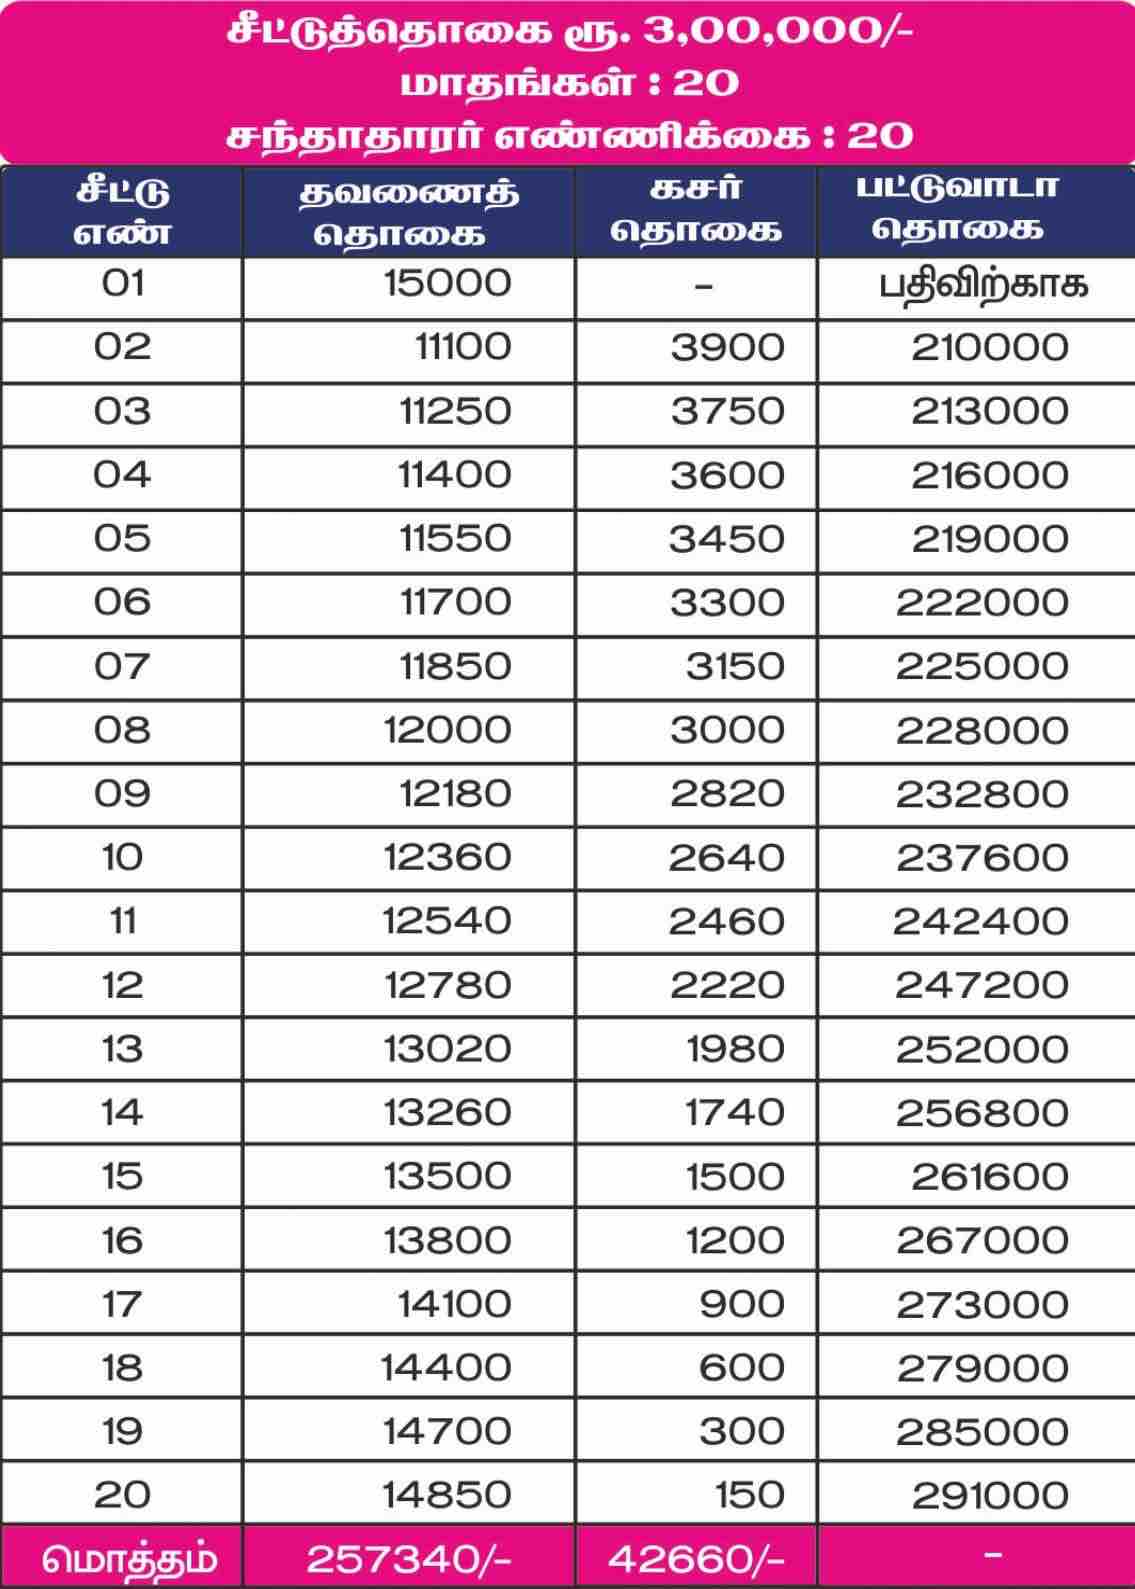 சீட்டுத்தொகை ரூ. 3,00,000/-
மாதங்கள் : 20
சந்தாதாரர் எண்ணிக்கை : 20
சீட்டு எண் தவணைத் தொகை கசர் தொகை பட்டுவாடா தொகை
01 15000 - பதிவிற்காக
02 11100 3900 210000
03 11250 3750 213000
04 11400 3600 216000
05 11550 3450 219000
06 11700 3300 222000
07 11850 3150 225000
08 12000 3000 228000
09 12180 2820 232800
10 12360 2640 237600
11 12540 2460 242400
12 12780 2220 247200
13 13020 1980 252000
14 13260 1740 256800
15 13500 1500 261600
16 13800 1200 267000
17 14100 900 273000
18 14400 600 279000
19 14700 300 285000
20 14850 150 291000
மொத்தம் 257340/- 42660/- -